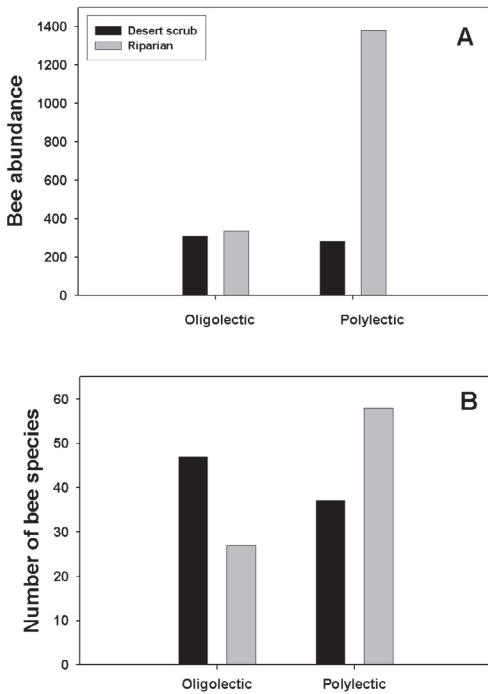 Desert scrub
Riparian
A
Bee abundance
1400
1200
1000
800
600
400
200
0
Oligolectic Polylectic
B
Number of bee species
60
50
40
30
20
10
0
Oligolectic Polylectic